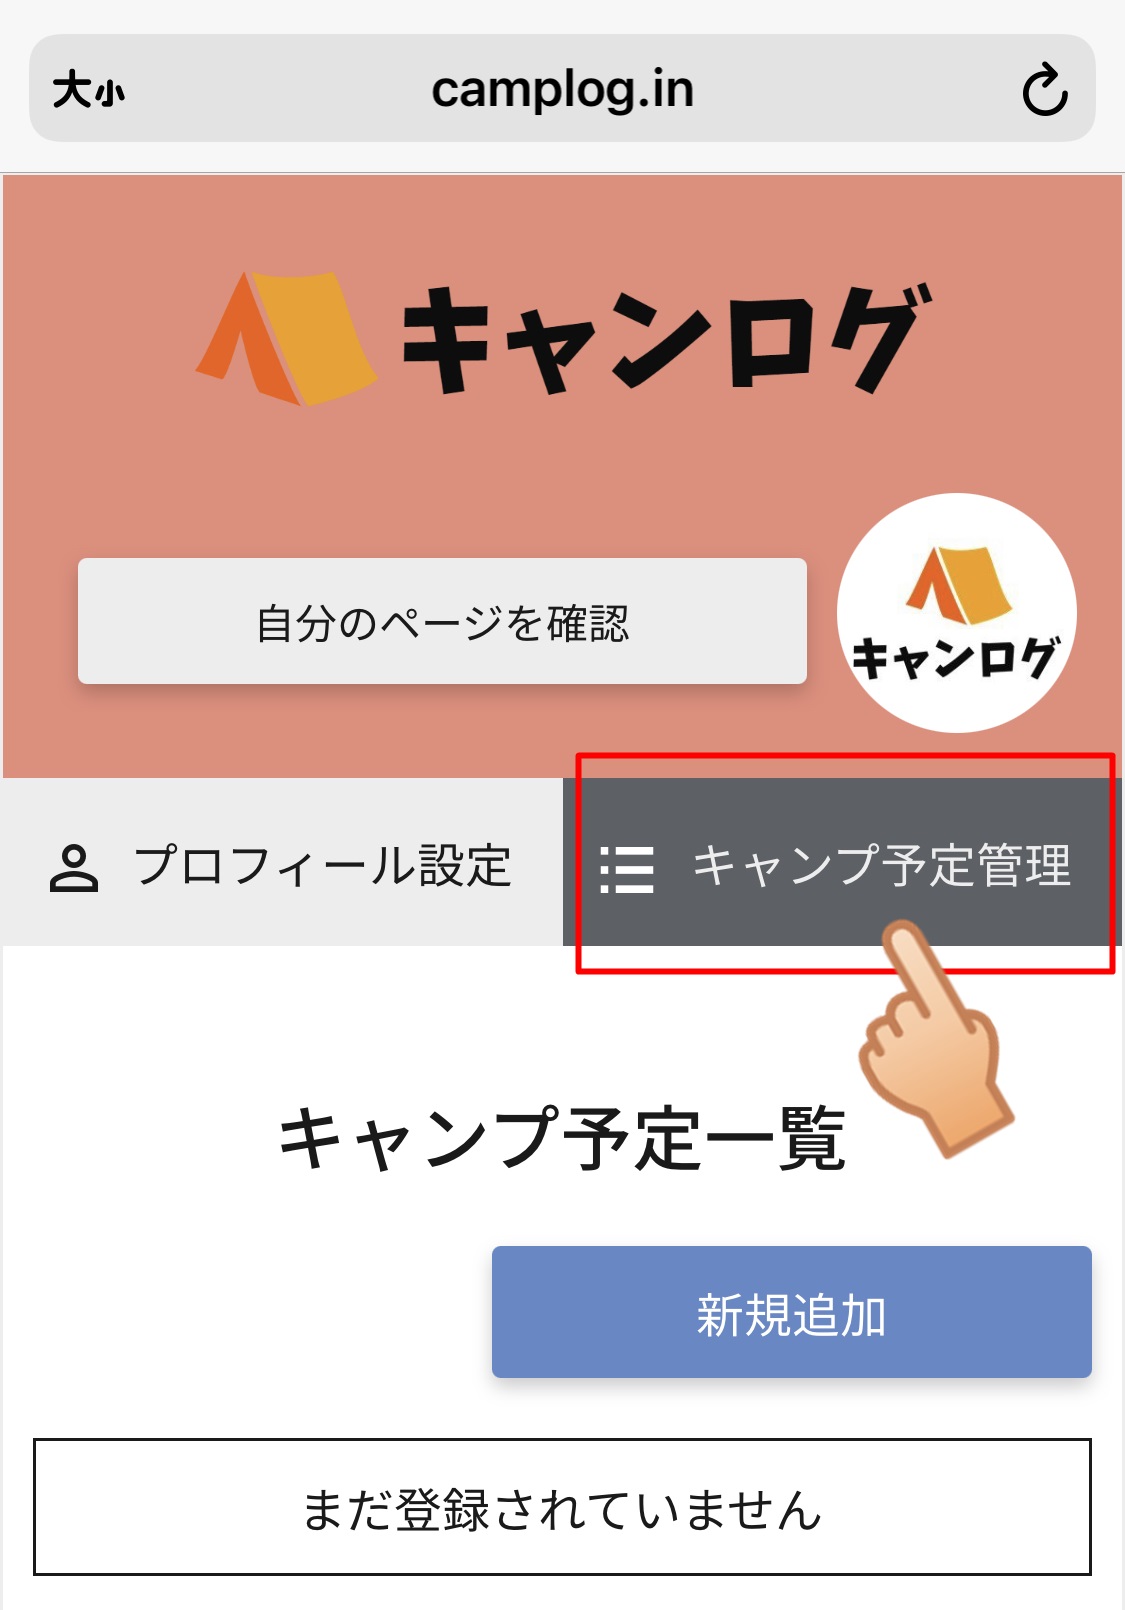 大小
camplog.in
キャンログ
自分のページを確認
キャンログ
プロフィール設定
キャンプ予定管理
キャンプ予定一覧
新規追加
まだ登録されていません